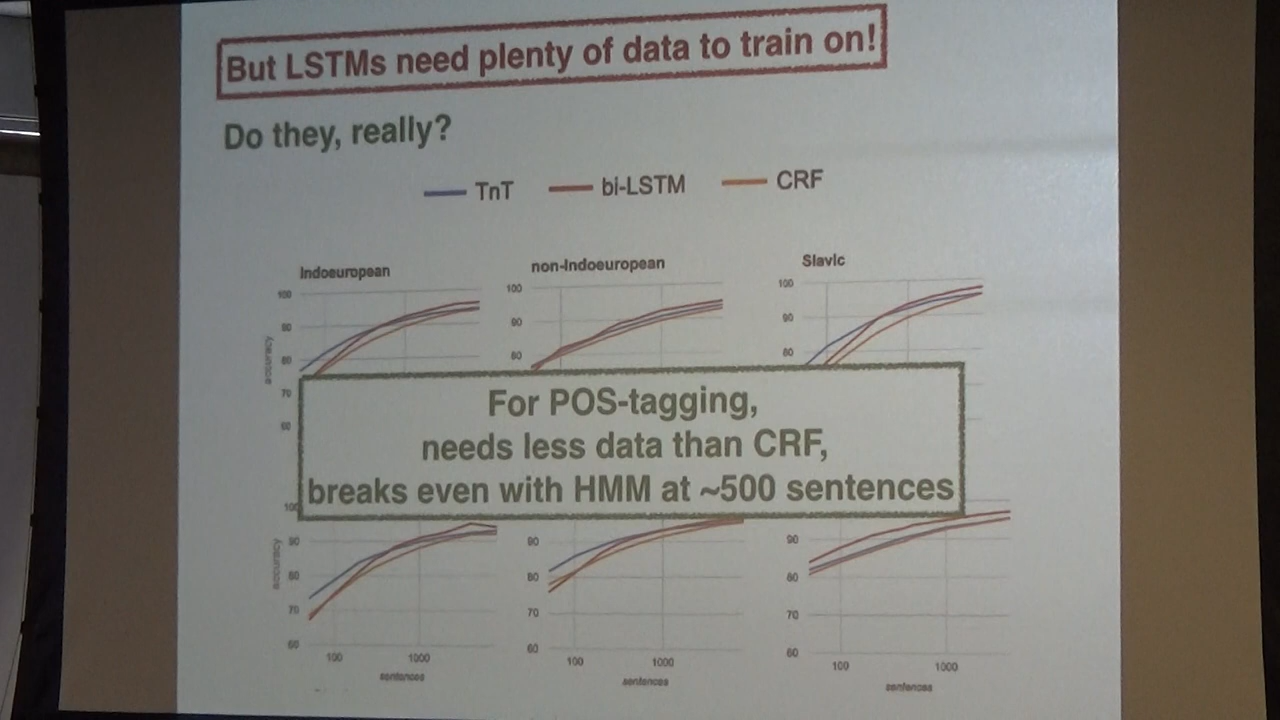 But LSTMs need plenty of data to train on!
Do they, really?
TnT bi-LSTM CRF
Indoeuropean non-Indoeuropean Slavic
100 100 100
90 90 90
80 80 80
70
60
accuracy
For POS-tagging,
needs less data than CRF,
breaks even with HMM at ~500 sentences
100
90 90 90
80 80 80
70 70 70
60 60 60
accuracy
100 1000 100 1000 100 1000
sentences sentences sentences